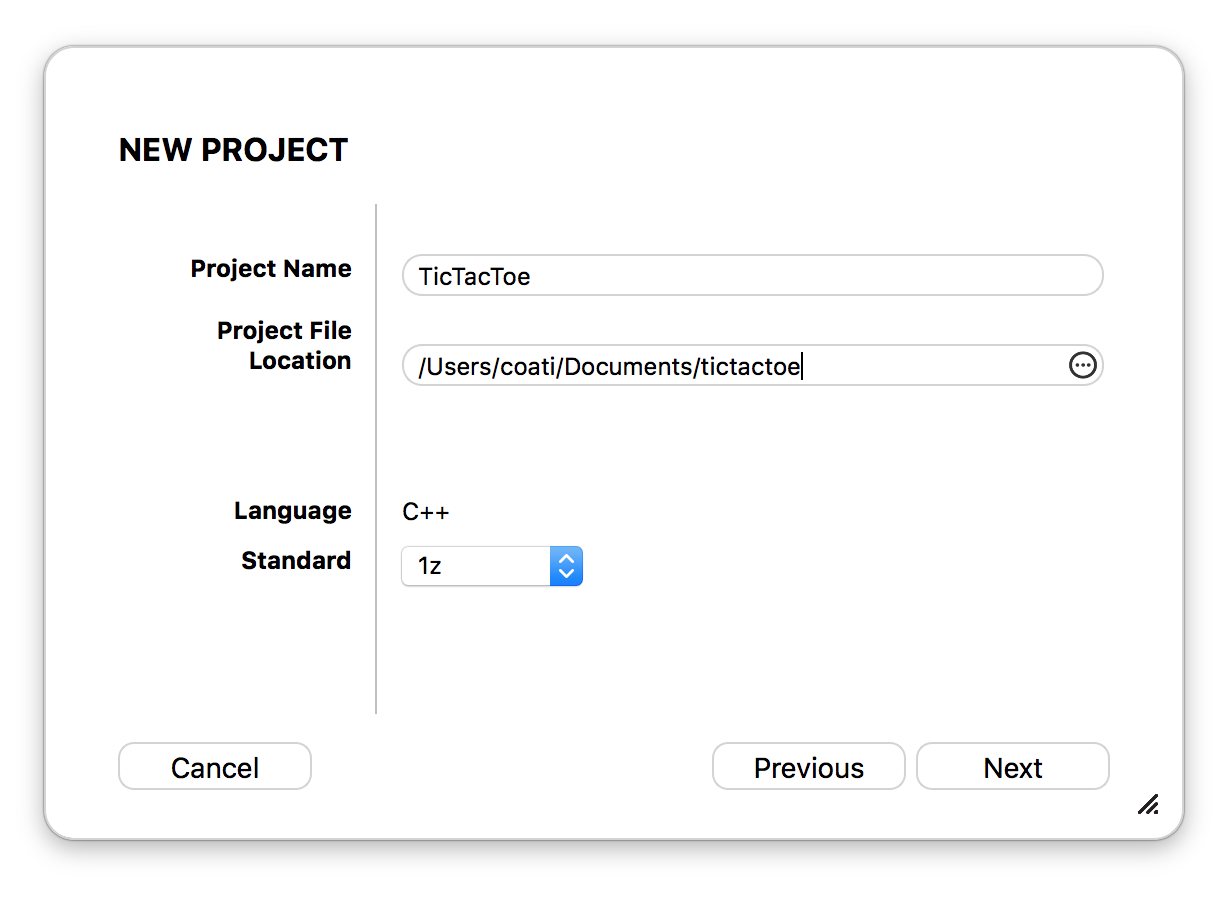 NEW PROJECT
Project Name
TicTacToe
Project File
Location
/Users/coati/Documents/tictactoe
Language
C++
Standard
1z
Cancel
Previous
Next